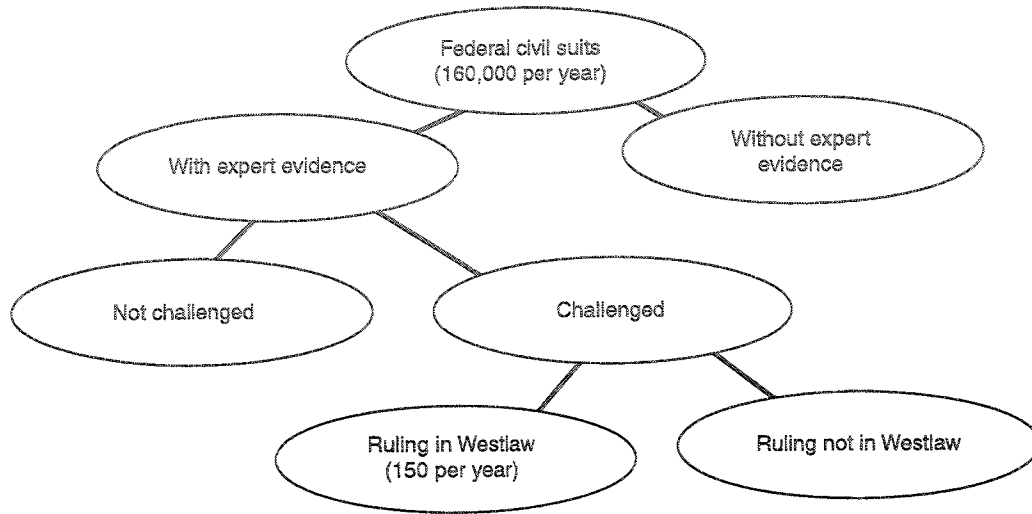 Federal civil suits
(160,000 per year)
With expert evidence
Without expert
evidence
Not challenged
Challenged
Ruling in Westlaw
(150 per year)
Ruling not in Westlaw